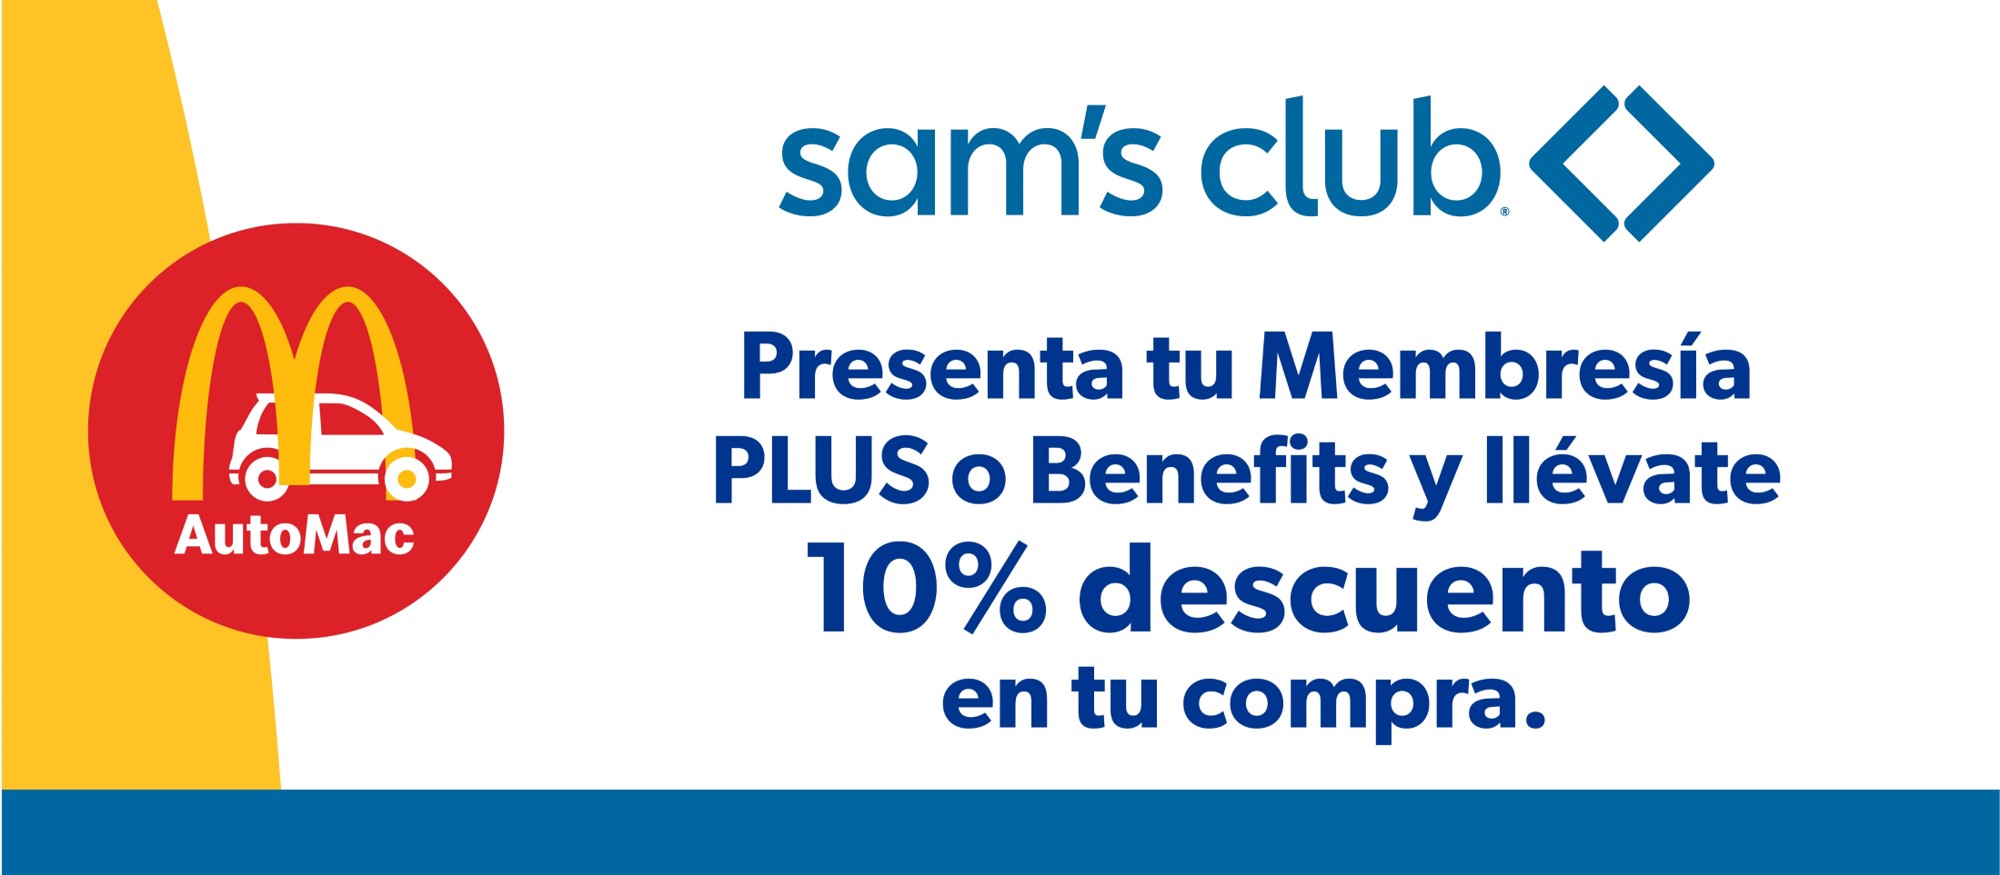 sam's club®
Presenta tu Membresía
PLUS o Benefits y llévate
10% descuento
en tu compra.
AutoMac